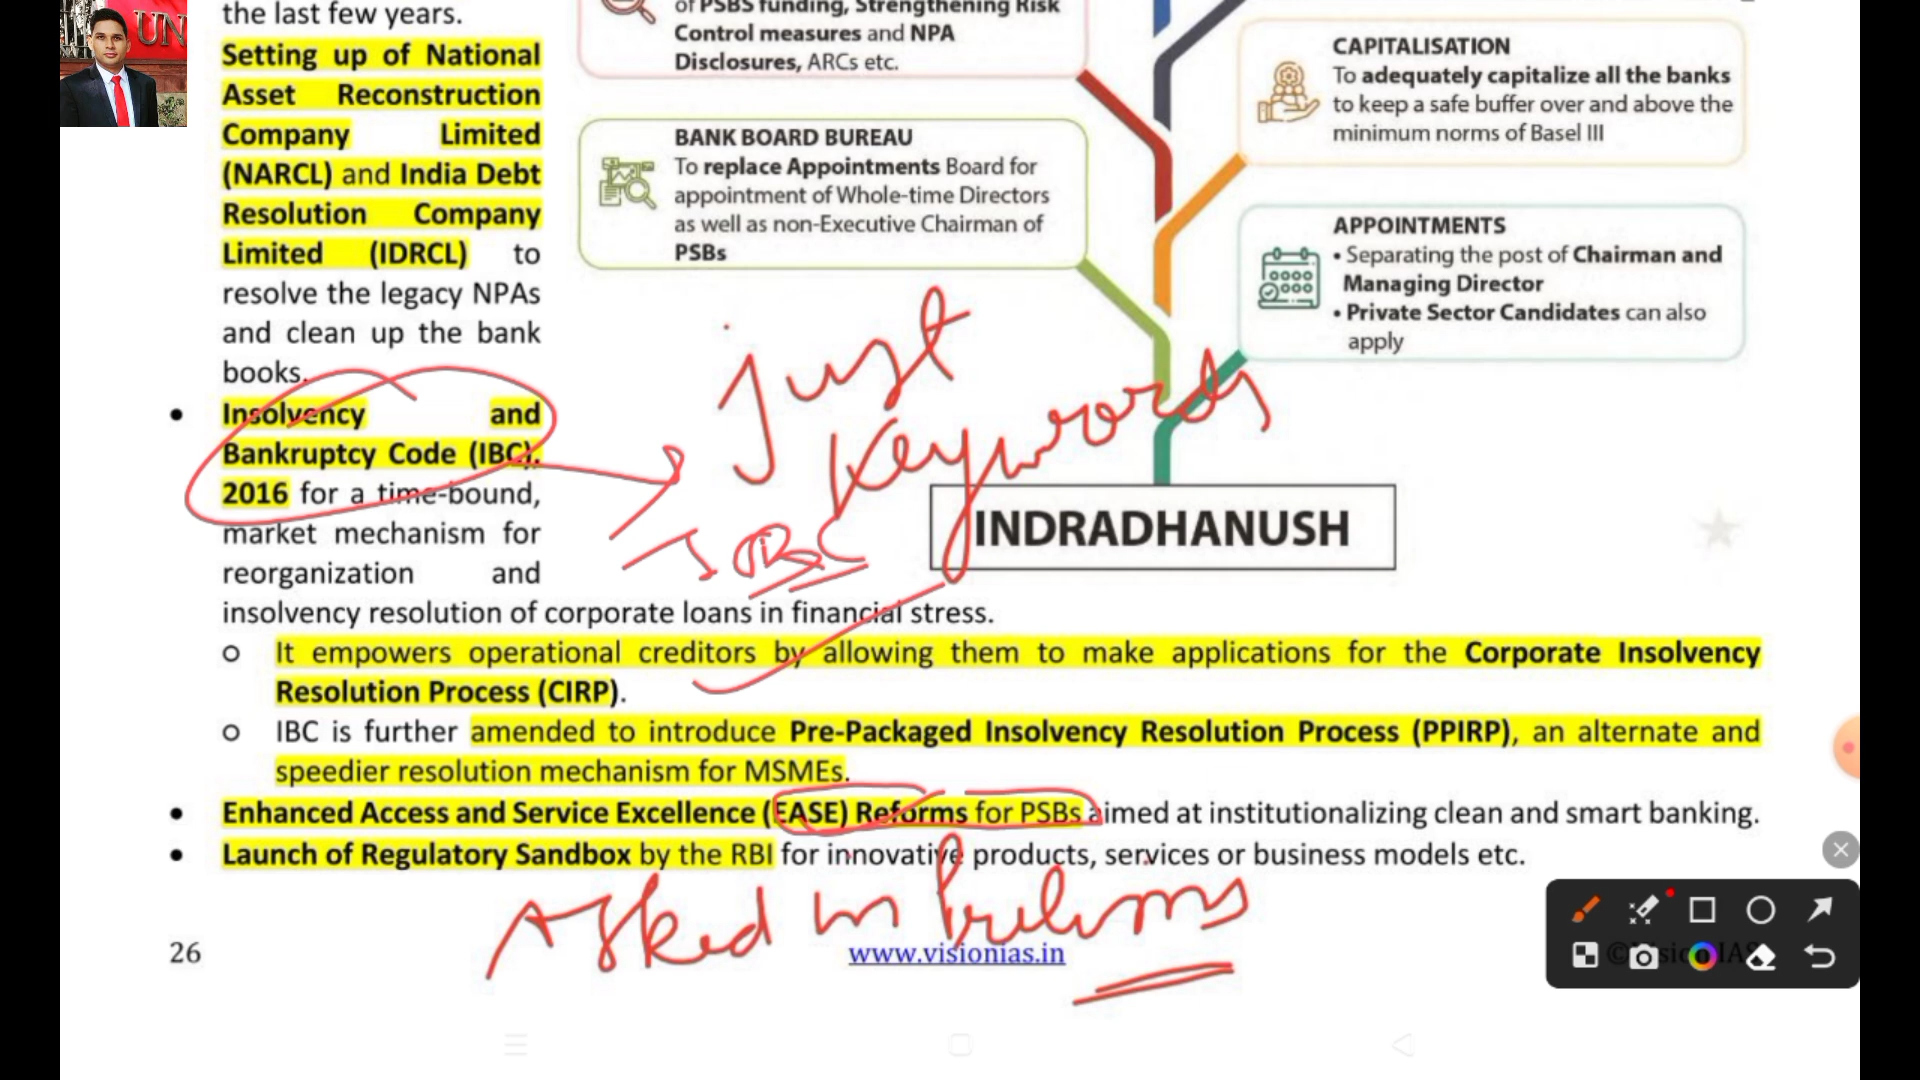 UN
the last few years.
Setting up of National
Asset Reconstruction
Company Limited
(NARCL) and India Debt
Resolution Company
Limited (IDRCL) to
resolve the legacy NPAs
and clean up the bank
books.
• Insolvency and
Bankruptcy Code (IBC),
2016 for a time-bound,
market mechanism for
reorganization and
insolvency resolution of corporate loans in financial stress.
of PSBS funding, Strengthening Risk
Control measures and NPA
Disclosures, ARCs etc.
BANK BOARD BUREAU
To replace Appointments Board for
appointment of Whole-time Directors
as well as non-Executive Chairman of
PSBs
CAPITALISATION
To adequately capitalize all the banks
to keep a safe buffer over and above the
minimum norms of Basel III
APPOINTMENTS
• Separating the post of Chairman and
Managing Director
• Private Sector Candidates can also
apply
Just
Keywords
INDRADHANUSH
o It empowers operational creditors by allowing them to make applications for the Corporate Insolvency
Resolution Process (CIRP).
o IBC is further amended to introduce Pre-Packaged Insolvency Resolution Process (PPIRP), an alternate and
speedier resolution mechanism for MSMEs.
• Enhanced Access and Service Excellence (EASE) Reforms for PSBs aimed at institutionalizing clean and smart banking.
• Launch of Regulatory Sandbox by the RBI for innovative products, services or business models etc.
Asked in Prelims
26
www.visionias.in